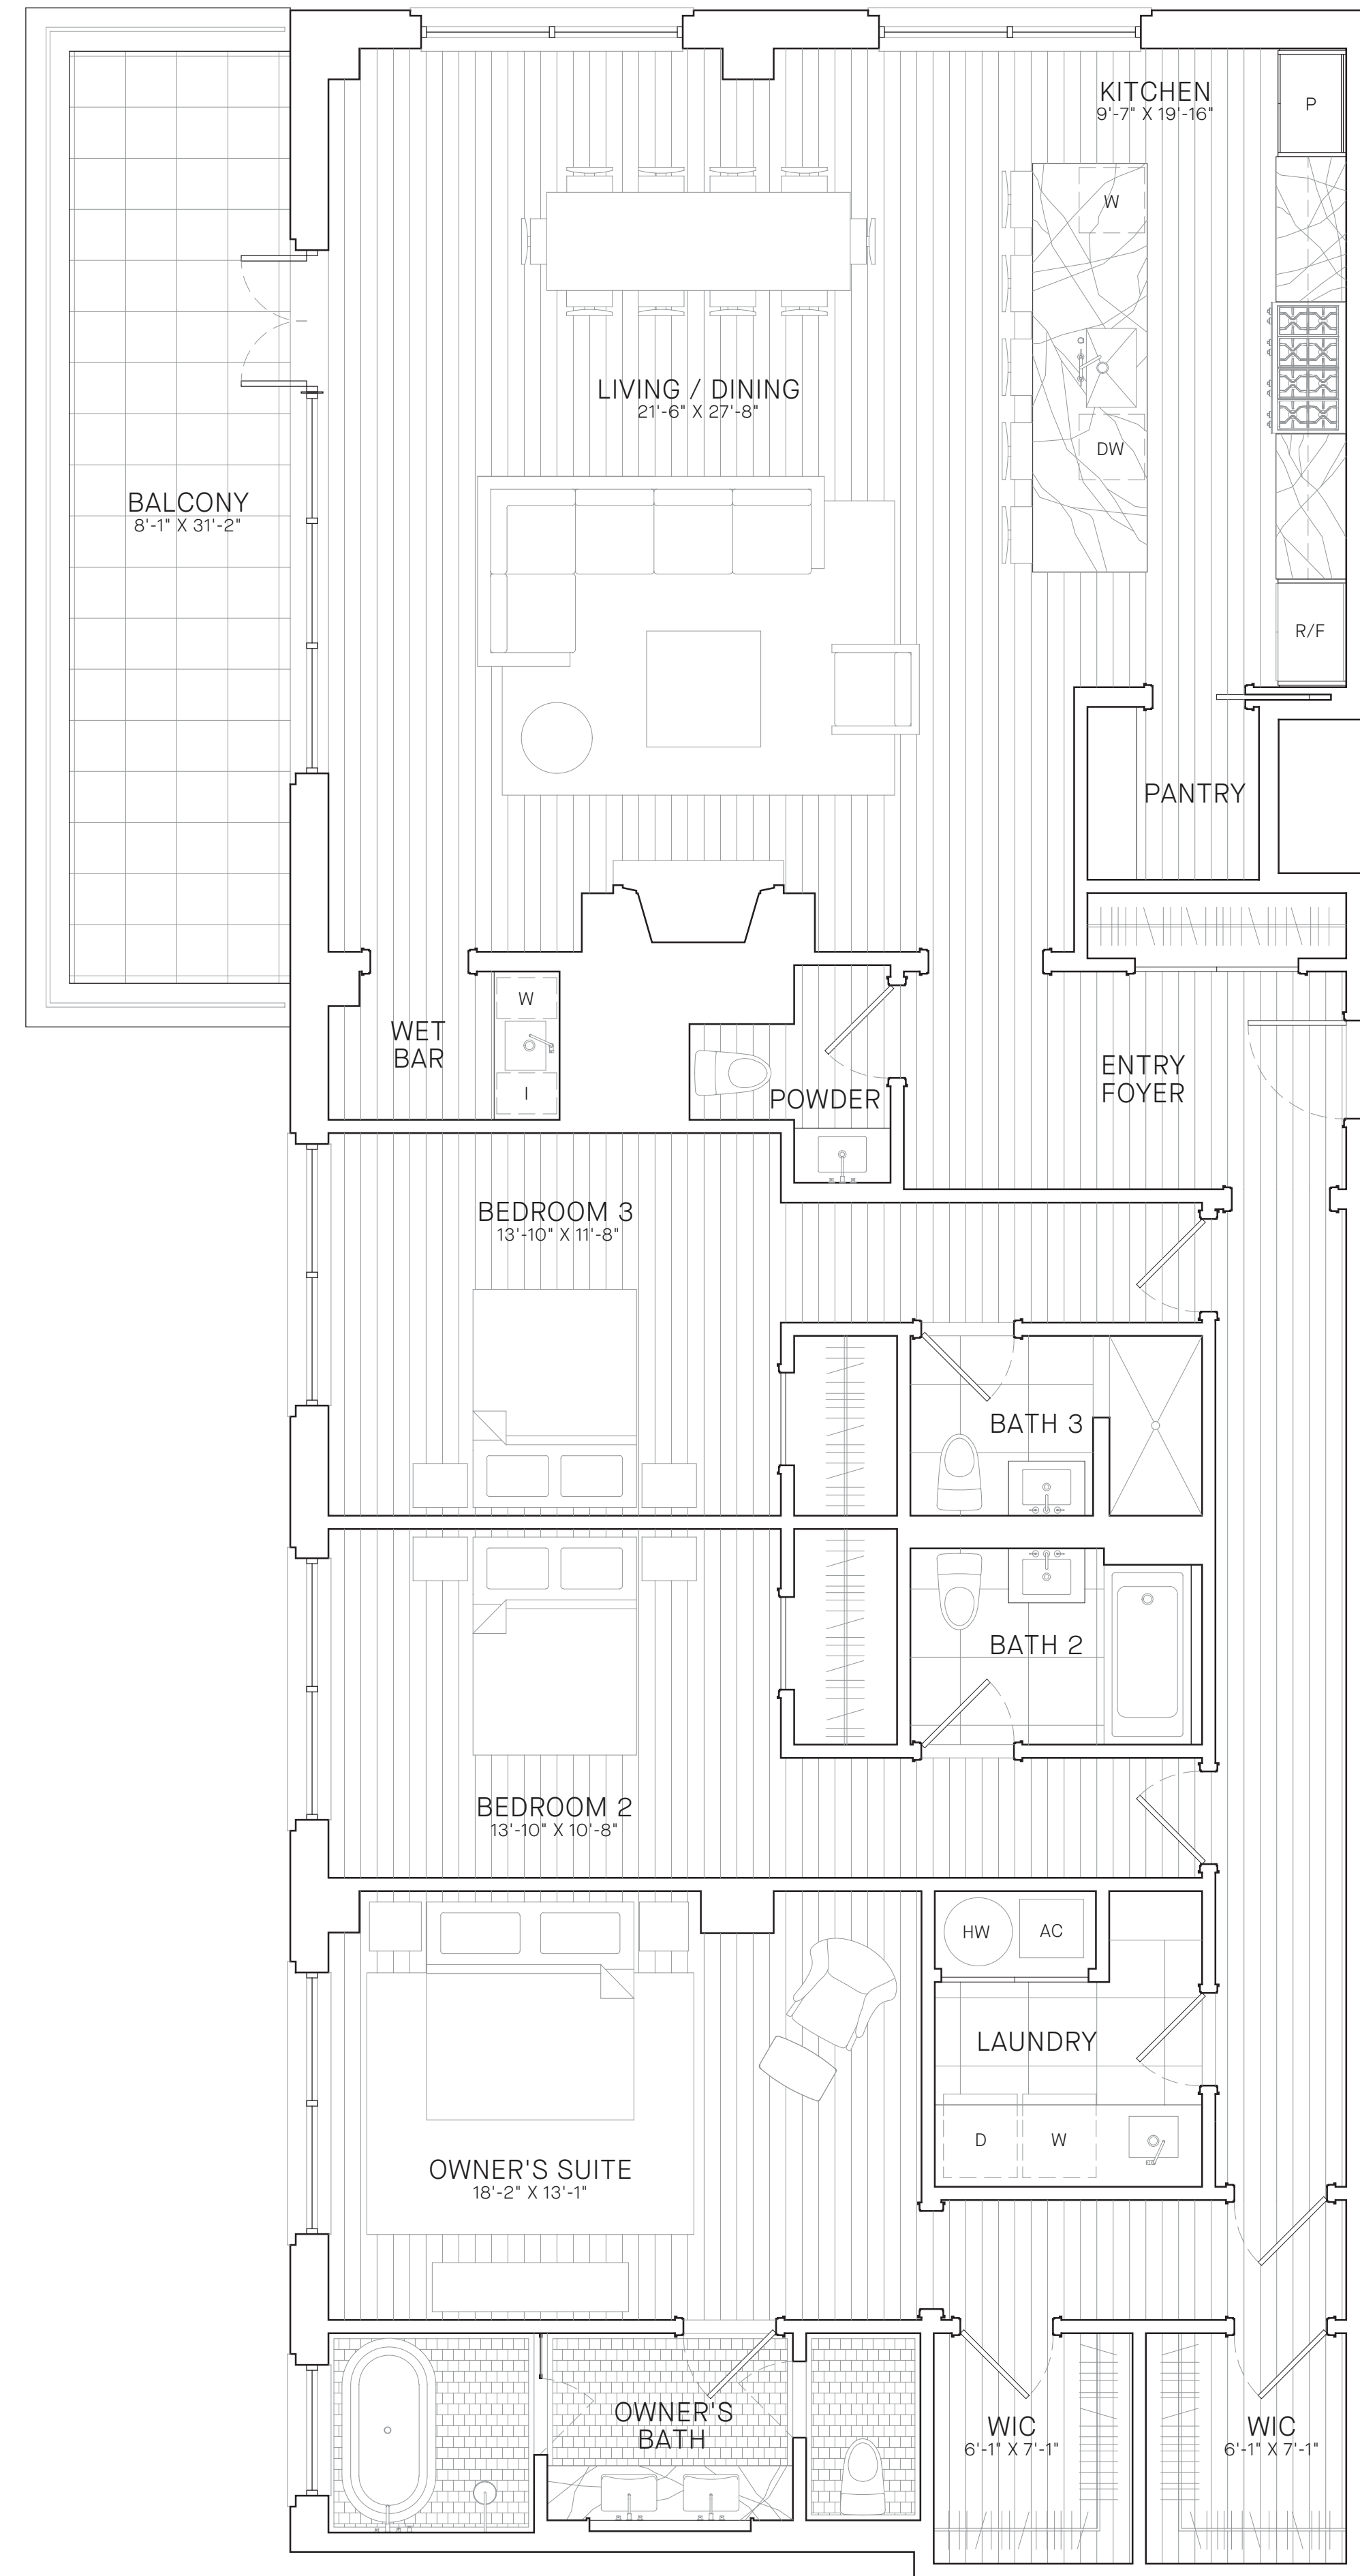 KITCHEN
9'-7" X 19'-16"
P
W
LIVING / DINING
21'-6" X 27'-8"
DW
BALCONY
8'-1" X 31'-2"
R/F
PANTRY
W
WET
BAR
I
POWDER
ENTRY
FOYER
BEDROOM 3
13'-10" X 11'-8"
BATH 3
BATH 2
BEDROOM 2
13'-10" X 10'-8"
HW
AC
LAUNDRY
D
W
OWNER'S SUITE
18'-2" X 13'-1"
OWNER'S
BATH
WIC
6'-1" X 7'-1"
WIC
6'-1" X 7'-1"